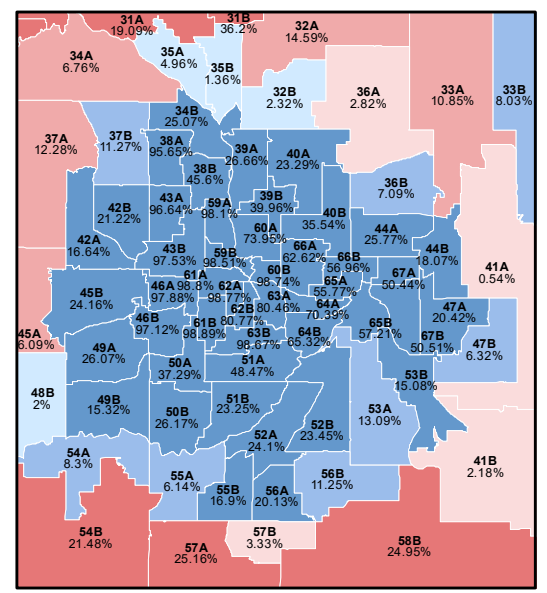 31A
19.09%
31B
36.2%
32A
14.59%
34A
6.76%
35A
4.96%
35B
1.36%
32B
2.32%
36A
2.82%
33A
10.85%
33B
8.03%
37A
12.28%
37B
11.27%
34B
25.07%
38A
95.65%
38B
45.6%
39A
26.66%
40A
23.29%
36B
7.09%
39B
39.96%
42B
21.22%
43A
96.64%
59A
98.1%
40B
35.54%
60A
73.95%
44A
25.77%
42A
16.64%
43B
97.53%
59B
98.51%
66A
62.62%
66B
56.96%
44B
18.07%
41A
0.54%
45B
24.16%
46A
97.88%
61A
98.8%
62A
98.77%
60B
98.74%
65A
55.77%
67A
50.44%
62B
80.77%
63A
80.46%
64A
70.39%
47A
20.42%
45A
6.09%
46B
97.12%
61B
98.89%
63B
98.67%
64B
65.32%
65B
57.21%
67B
50.51%
47B
6.32%
49A
26.07%
50A
37.29%
51A
48.47%
53B
15.08%
48B
2%
49B
15.32%
50B
26.17%
51B
23.25%
52B
23.45%
53A
13.09%
52A
24.1%
54A
8.3%
55A
6.14%
55B
16.9%
56A
20.13%
56B
11.25%
41B
2.18%
54B
21.48%
57A
25.16%
57B
3.33%
58B
24.95%